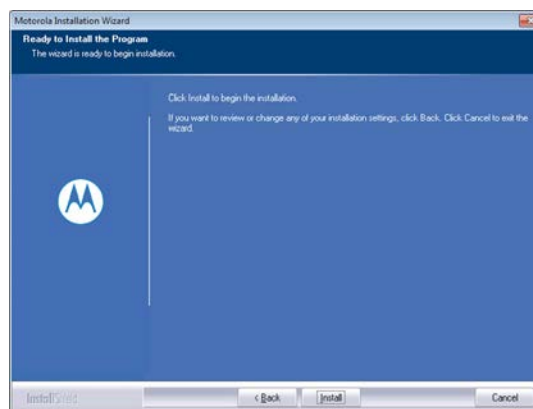 Motorola Installation Wizard
Ready to Install the Program
The wizard is ready to begin installation.
Click Install to begin the installation.
If you want to review or change any of your installation settings, click Back. Click Cancel to exit the
wizard.
InstallShield
< Back
Install
Cancel